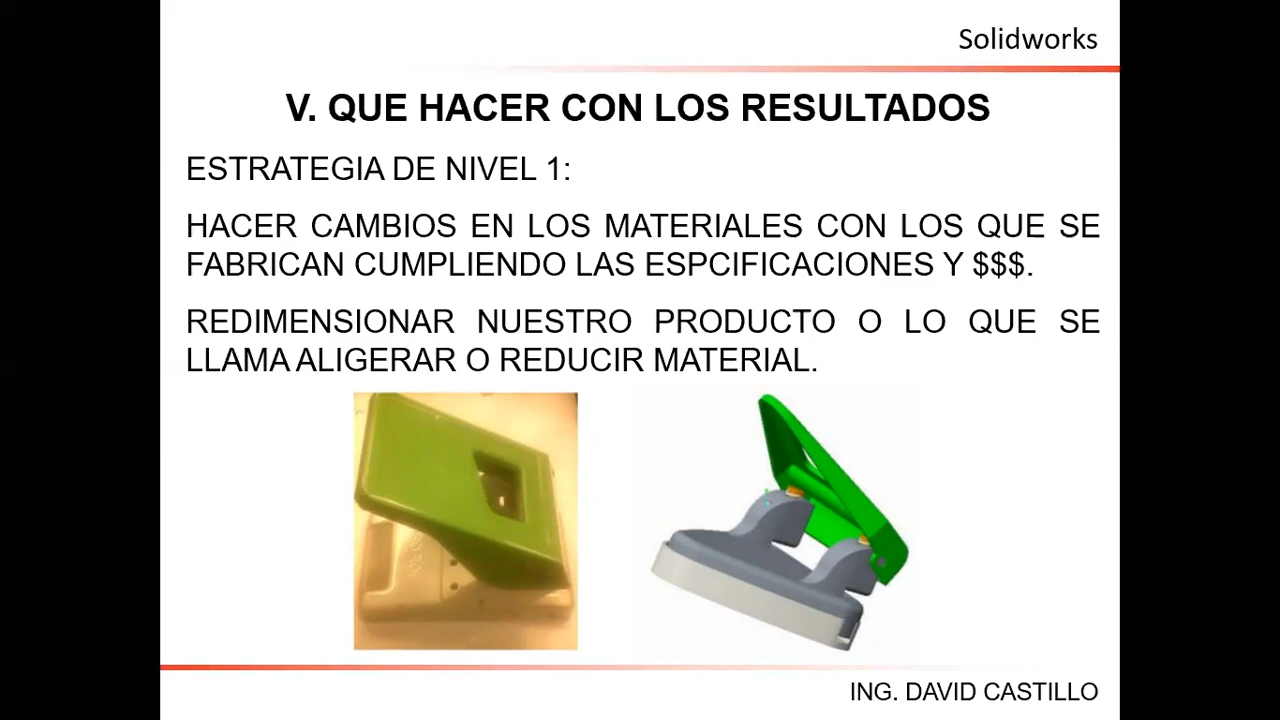 Solidworks
V. QUE HACER CON LOS RESULTADOS
ESTRATEGIA DE NIVEL 1:
HACER CAMBIOS EN LOS MATERIALES CON LOS QUE SE
FABRICAN CUMPLIENDO LAS ESPCIFICACIONES Y $$$.
REDIMENSIONAR NUESTRO PRODUCTO O LO QUE SE
LLAMA ALIGERAR O REDUCIR MATERIAL.
ING. DAVID CASTILLO